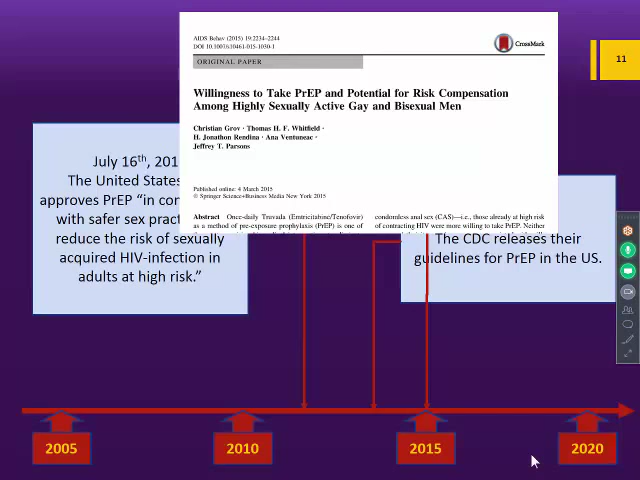 AIDS Behav (2015) 19:2234–2244
DOI 10.1007/s10461-015-1030-1
CrossMark
ORIGINAL PAPER
11
Willingness to Take PrEP and Potential for Risk Compensation
Among Highly Sexually Active Gay and Bisexual Men
Christian Grov · Thomas H. F. Whitfield ·
H. Jonathon Rendina · Ana Ventuneac ·
Jeffrey T. Parsons
Published online: 4 March 2015
© Springer Science+Business Media New York 2015
Abstract Once-daily Truvada (Emtricitabine/Tenofovir)
as a method of pre-exposure prophylaxis (PrEP) is one of
condomless anal sex (CAS)—i.e., those already at high risk
of contracting HIV were more willing to take PrEP. Neither
July 16th, 201
The United States
approves PrEP “in con
with safer sex pract
reduce the risk of sexually
acquired HIV-infection in
adults at high risk.”
The CDC releases their
guidelines for PrEP in the US.
2005
2010
2015
2020